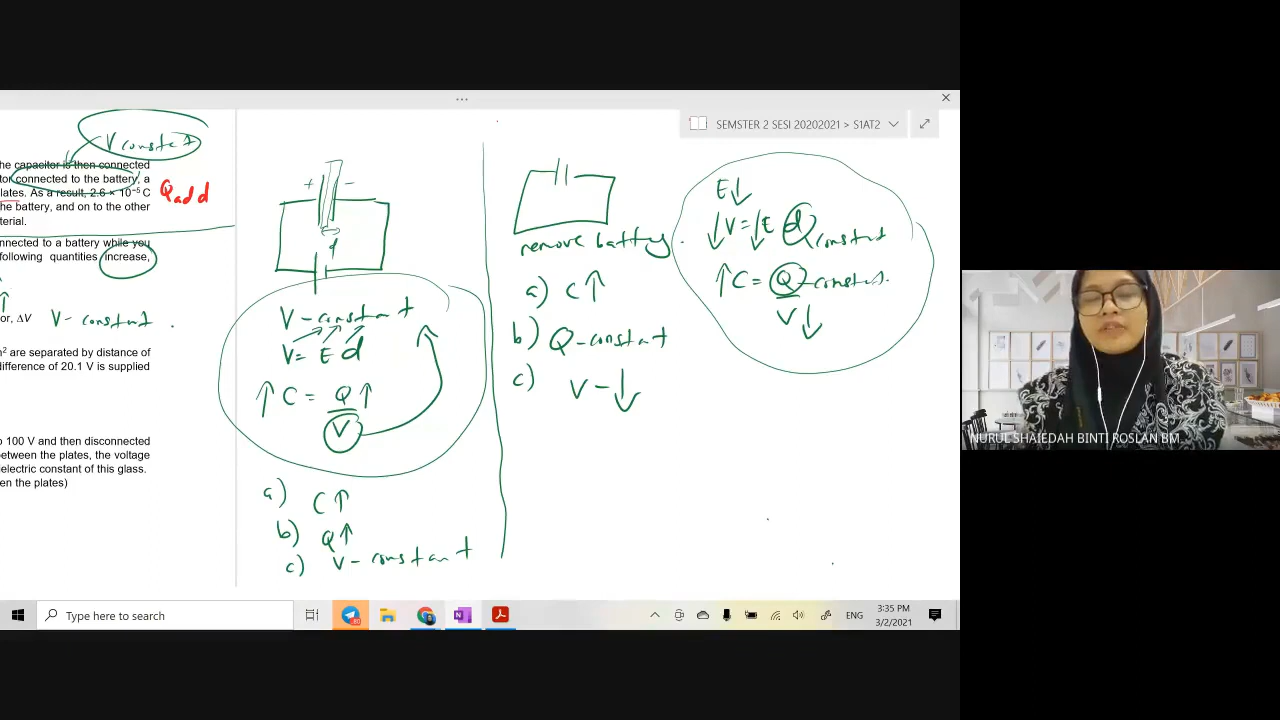 SEMSTER 2 SESI 20202021 > S1AT2
V constant
he capacitor is then connected
tor connected to the battery, a
lates. As a result, 2.6 × 10⁻⁵ C
he battery, and on to the other
terial.
Q add
nnected to a battery while you
following quantities increase,
or, ΔV V - constant .
m² are separated by distance of
difference of 20.1 V is supplied
o 100 V and then disconnected
between the plates, the voltage
electric constant of this glass.
en the plates)
+ -
d
V - constant
V = E d
↑ C = Q ↑
V
a) C ↑
b) Q ↑
c) V - constant
remove battery.
a) C ↑
b) Q - constant
c) V - ↓
E ↓
↓ V = ↓ E d constant
↑ C = Q - constant.
V ↓
NURUL SHAIEDAH BINTI ROSLAN BM
Type here to search
ENG
3:35 PM
3/2/2021